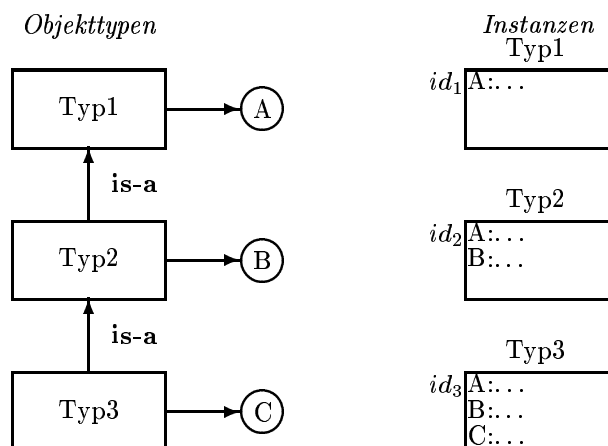 Objekttypen
Instanzen
Typ1
A
is-a
Typ2
B
is-a
Typ3
C
Typ1
id1 A:...
Typ2
id2 A:...
B:...
Typ3
id3 A:...
B:...
C:...